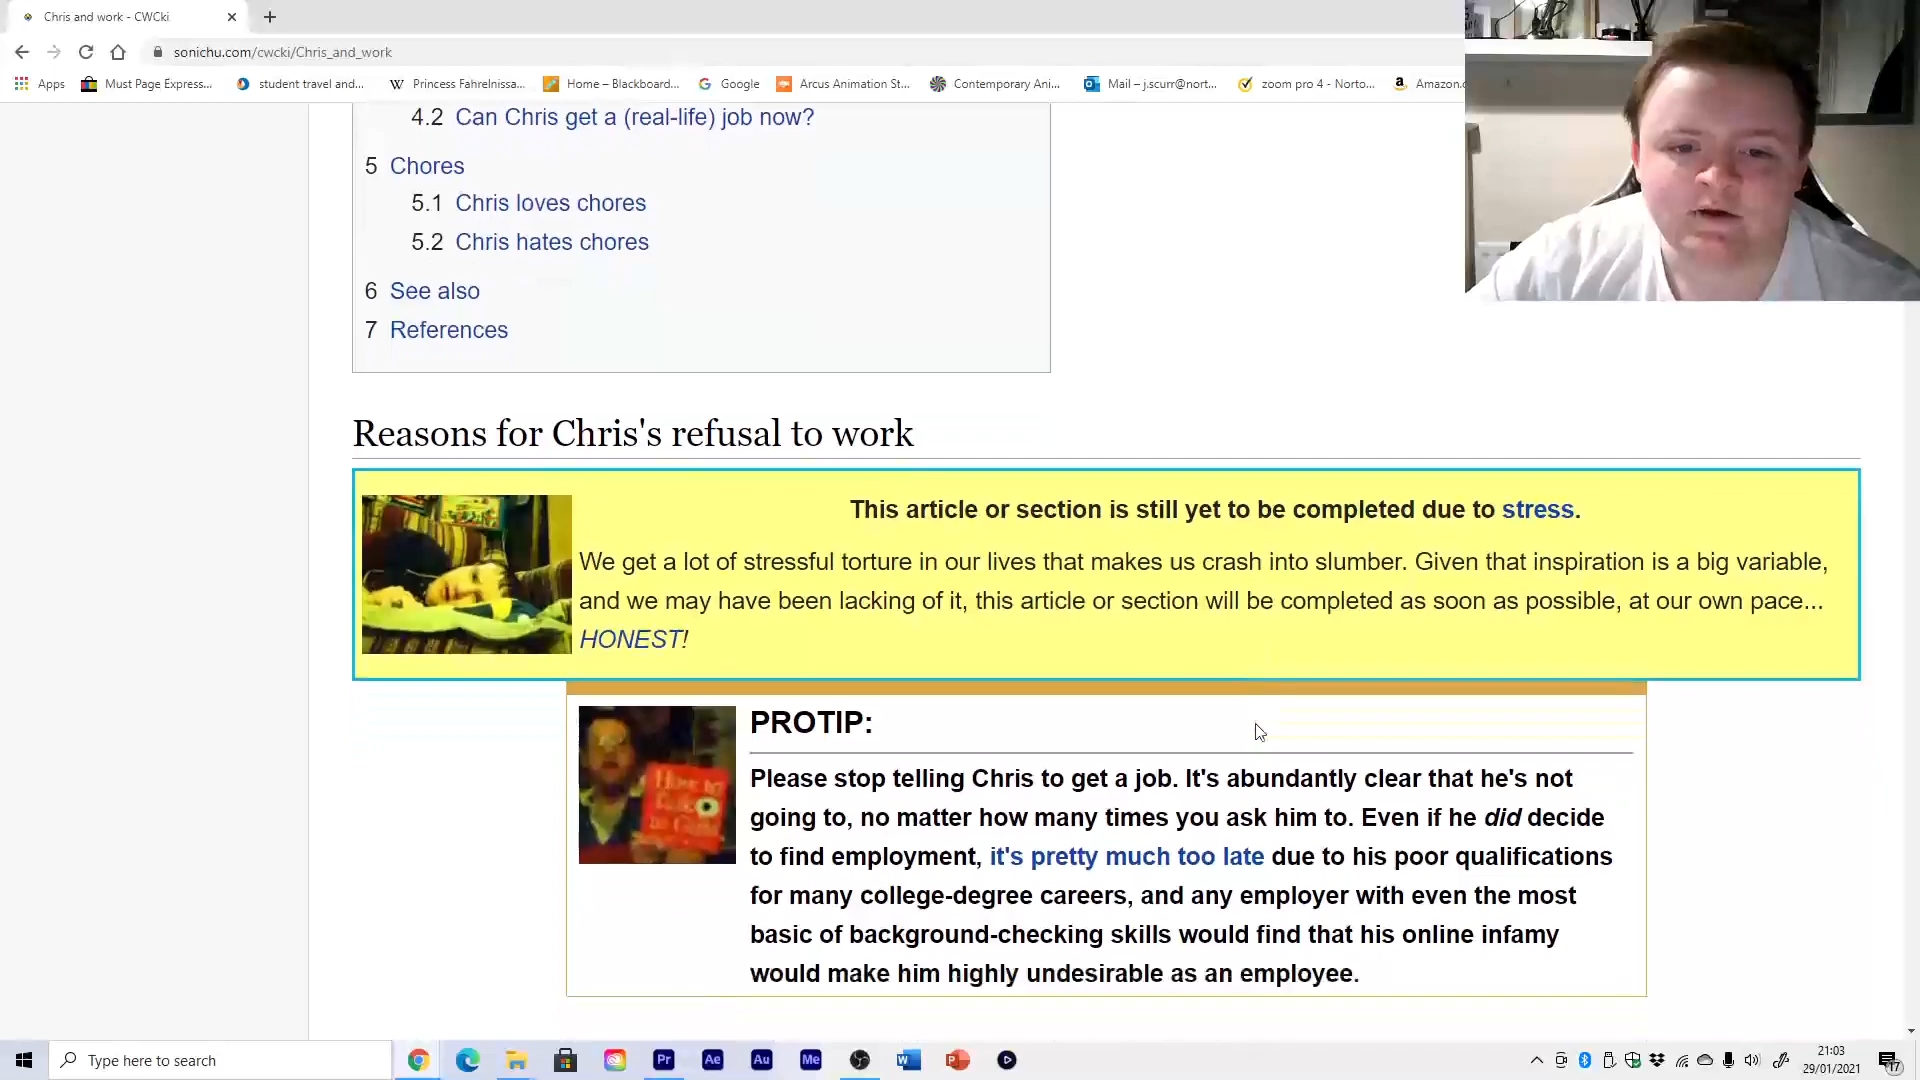 Chris and work - CWCki
sonichu.com/cwcki/Chris_and_work
Apps Must Page Express... student travel and... Princess Fahrelnissa... Home – Blackboard... Google Arcus Animation St... Contemporary Ani... Mail – j.scurr@nort... zoom pro 4 - Norto... Amazon.c
4.2 Can Chris get a (real-life) job now?
5 Chores
5.1 Chris loves chores
5.2 Chris hates chores
6 See also
7 References
Reasons for Chris's refusal to work
This article or section is still yet to be completed due to stress.
We get a lot of stressful torture in our lives that makes us crash into slumber. Given that inspiration is a big variable,
and we may have been lacking of it, this article or section will be completed as soon as possible, at our own pace...
HONEST!
PROTIP:
Please stop telling Chris to get a job. It's abundantly clear that he's not
going to, no matter how many times you ask him to. Even if he did decide
to find employment, it's pretty much too late due to his poor qualifications
for many college-degree careers, and any employer with even the most
basic of background-checking skills would find that his online infamy
would make him highly undesirable as an employee.
Type here to search
Pr Ae Au Me
21:03
29/01/2021
17